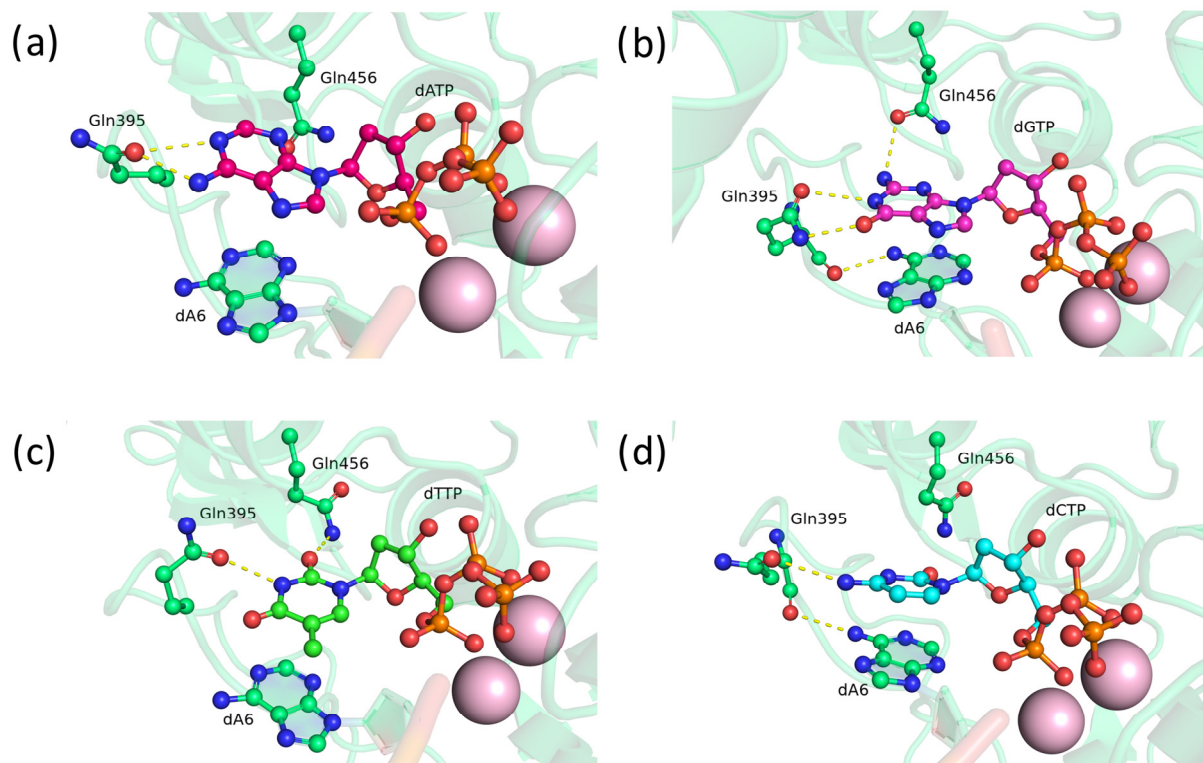 (a)
Gln456
dATP
Gln395
dA6
(b)
Gln456
dGTP
Gln395
dA6
(c)
Gln456
dTTP
Gln395
dA6
(d)
Gln456
dCTP
Gln395
dA6